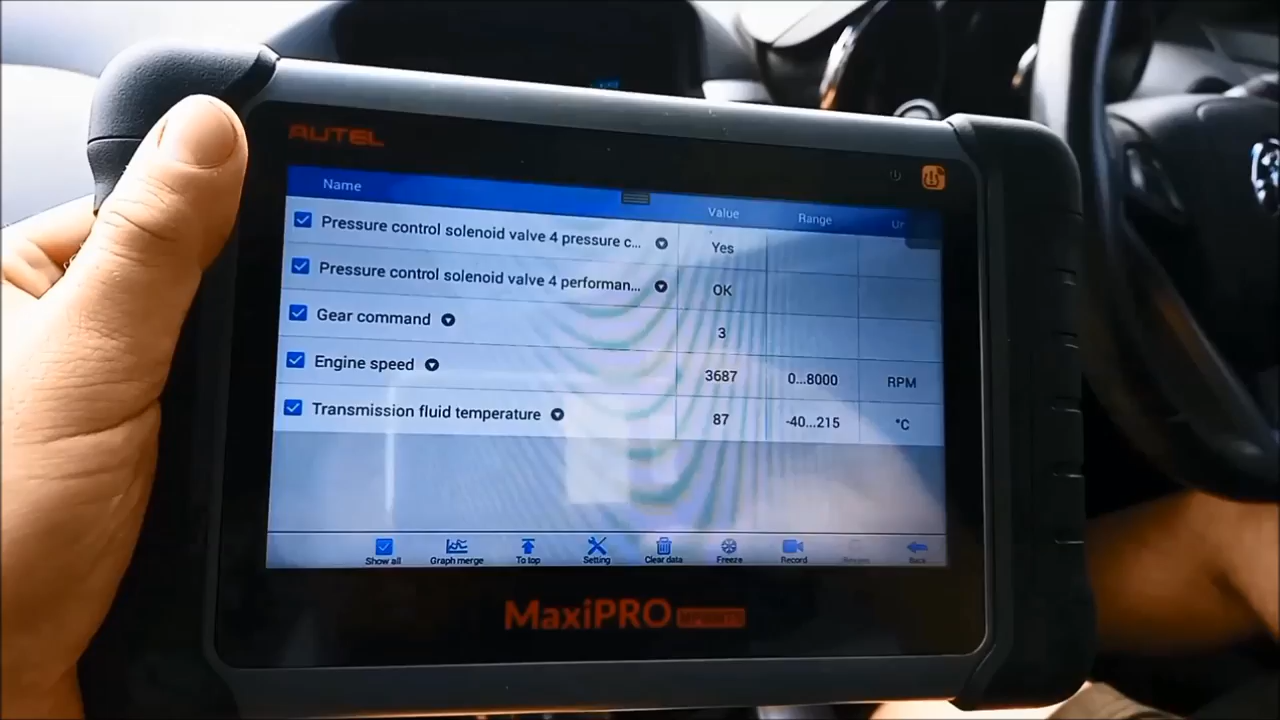 AUTEL
Name Value Range
Pressure control solenoid valve 4 pressure c... Yes
Pressure control solenoid valve 4 performan... OK
Gear command 3
Engine speed 3687 0...8000 RPM
Transmission fluid temperature 87 -40...215 °C
Show all Graph merge To top Setting Clear data Freeze Record Back
MaxiPRO